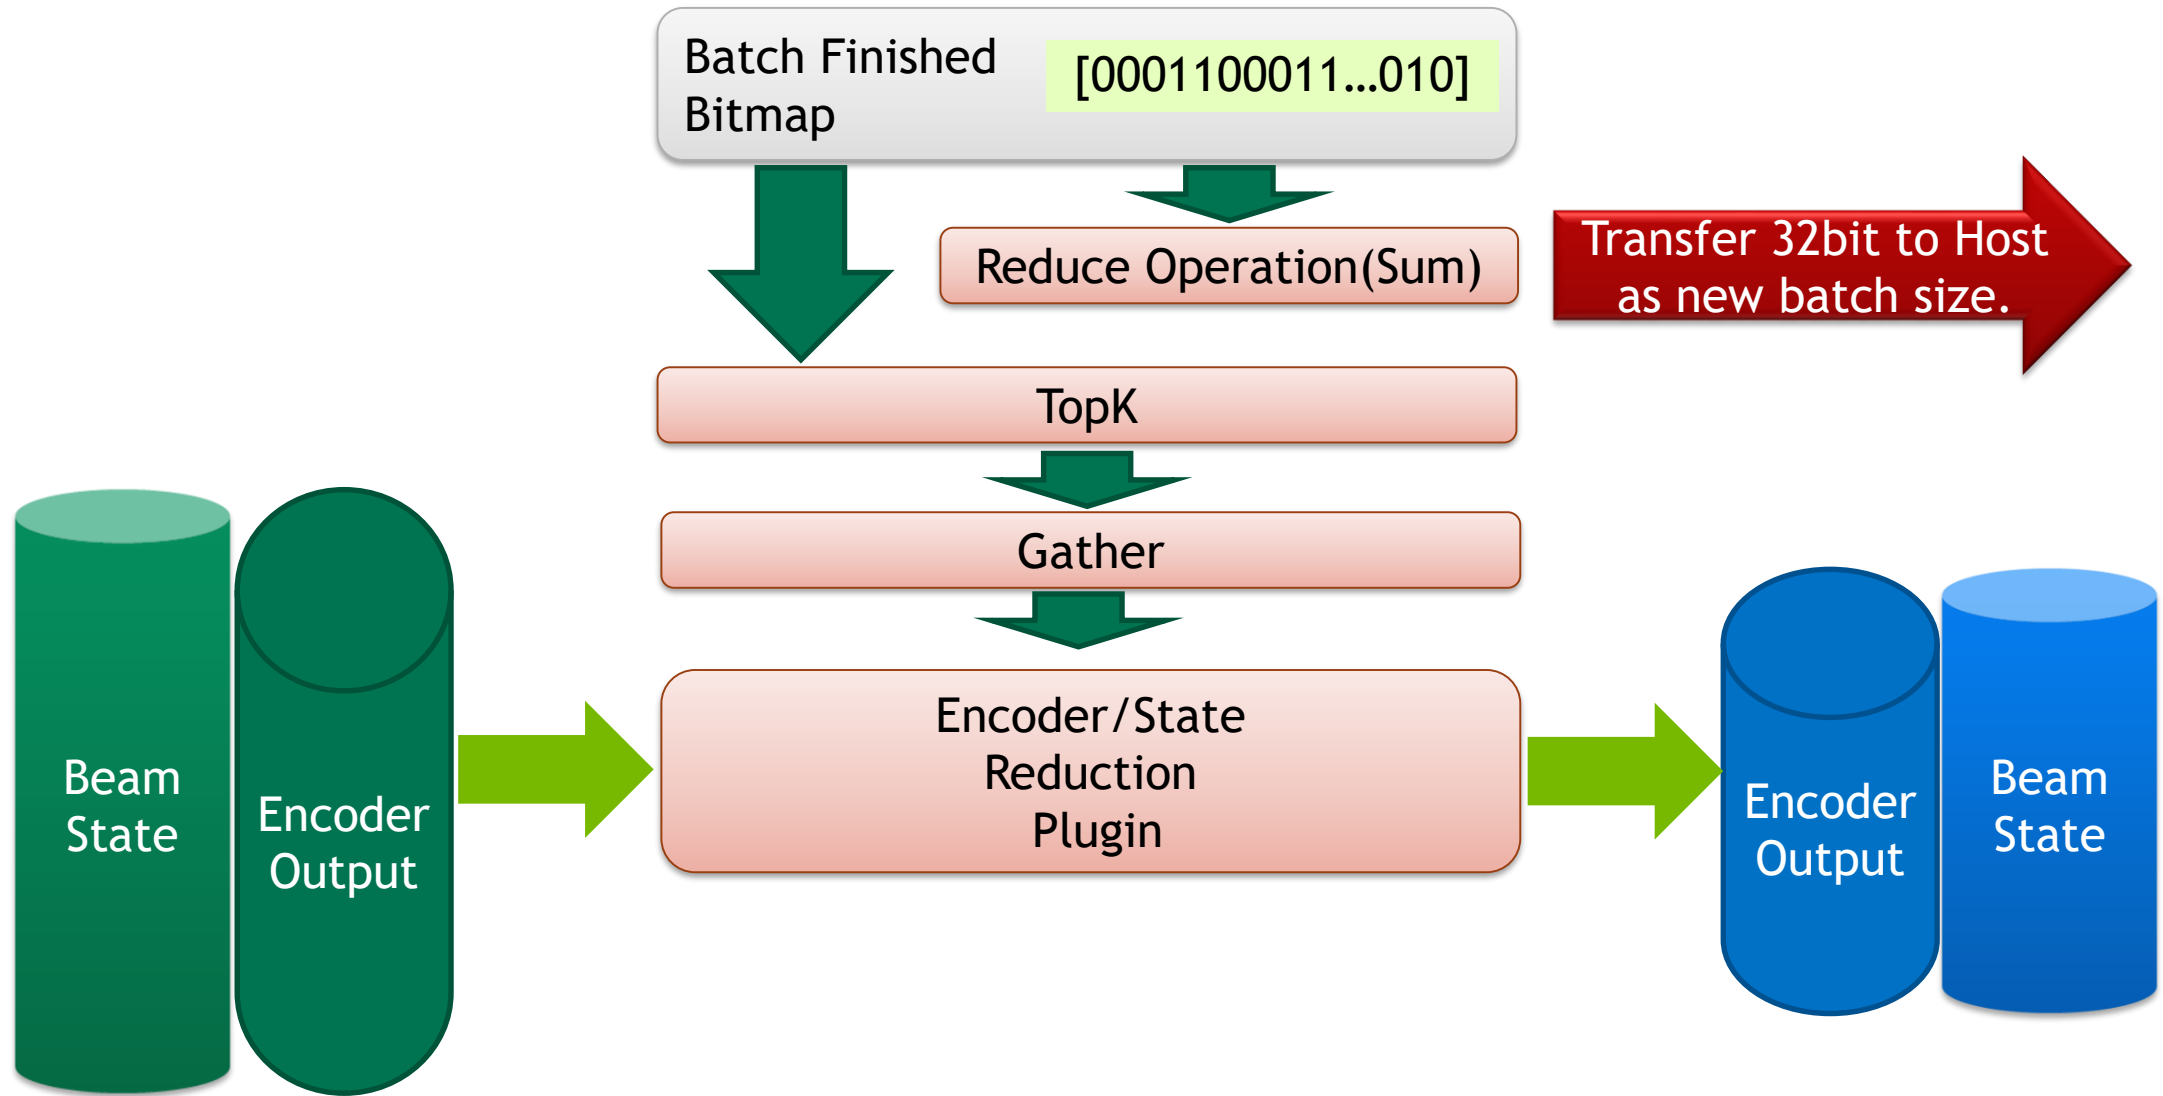 Batch Finished
Bitmap
[0001100011…010]
Reduce Operation(Sum)
Transfer 32bit to Host
as new batch size.
TopK
Gather
Encoder/State
Reduction
Plugin
Beam
State
Encoder
Output
Encoder
Output
Beam
State